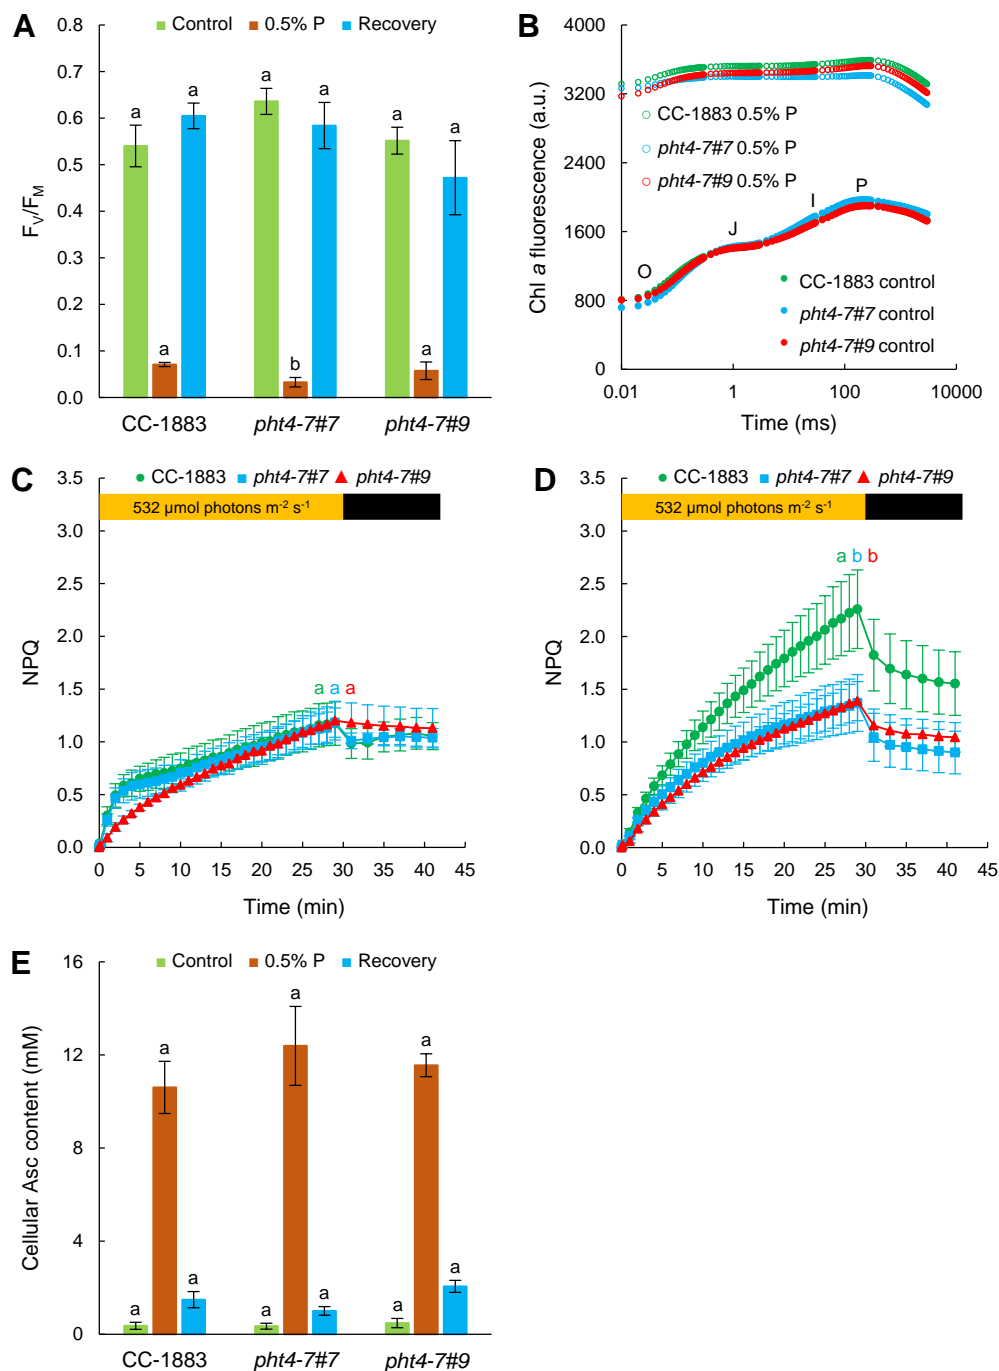 A
Control 0.5% P Recovery
0.8
0.7
0.6
0.5
0.4
0.3
0.2
0.1
0.0
FV/FM
a a a a b a a a a
CC-1883 pht4-7#7 pht4-7#9
B
4000
3200
2400
1600
800
0
Chl a fluorescence (a.u.)
CC-1883 0.5% P
pht4-7#7 0.5% P
pht4-7#9 0.5% P
O J I P
CC-1883 control
pht4-7#7 control
pht4-7#9 control
0.01 1 100 10000
Time (ms)
C
CC-1883 pht4-7#7 pht4-7#9
532 µmol photons m-2 s-1
3.5
3.0
2.5
2.0
1.5
1.0
0.5
0.0
NPQ
a a a
0 5 10 15 20 25 30 35 40 45
Time (min)
D
CC-1883 pht4-7#7 pht4-7#9
532 µmol photons m-2 s-1
3.5
3.0
2.5
2.0
1.5
1.0
0.5
0.0
NPQ
a b b
0 5 10 15 20 25 30 35 40 45
Time (min)
E
Control 0.5% P Recovery
16
12
8
4
0
Cellular Asc content (mM)
a a a a a a a a a
CC-1883 pht4-7#7 pht4-7#9